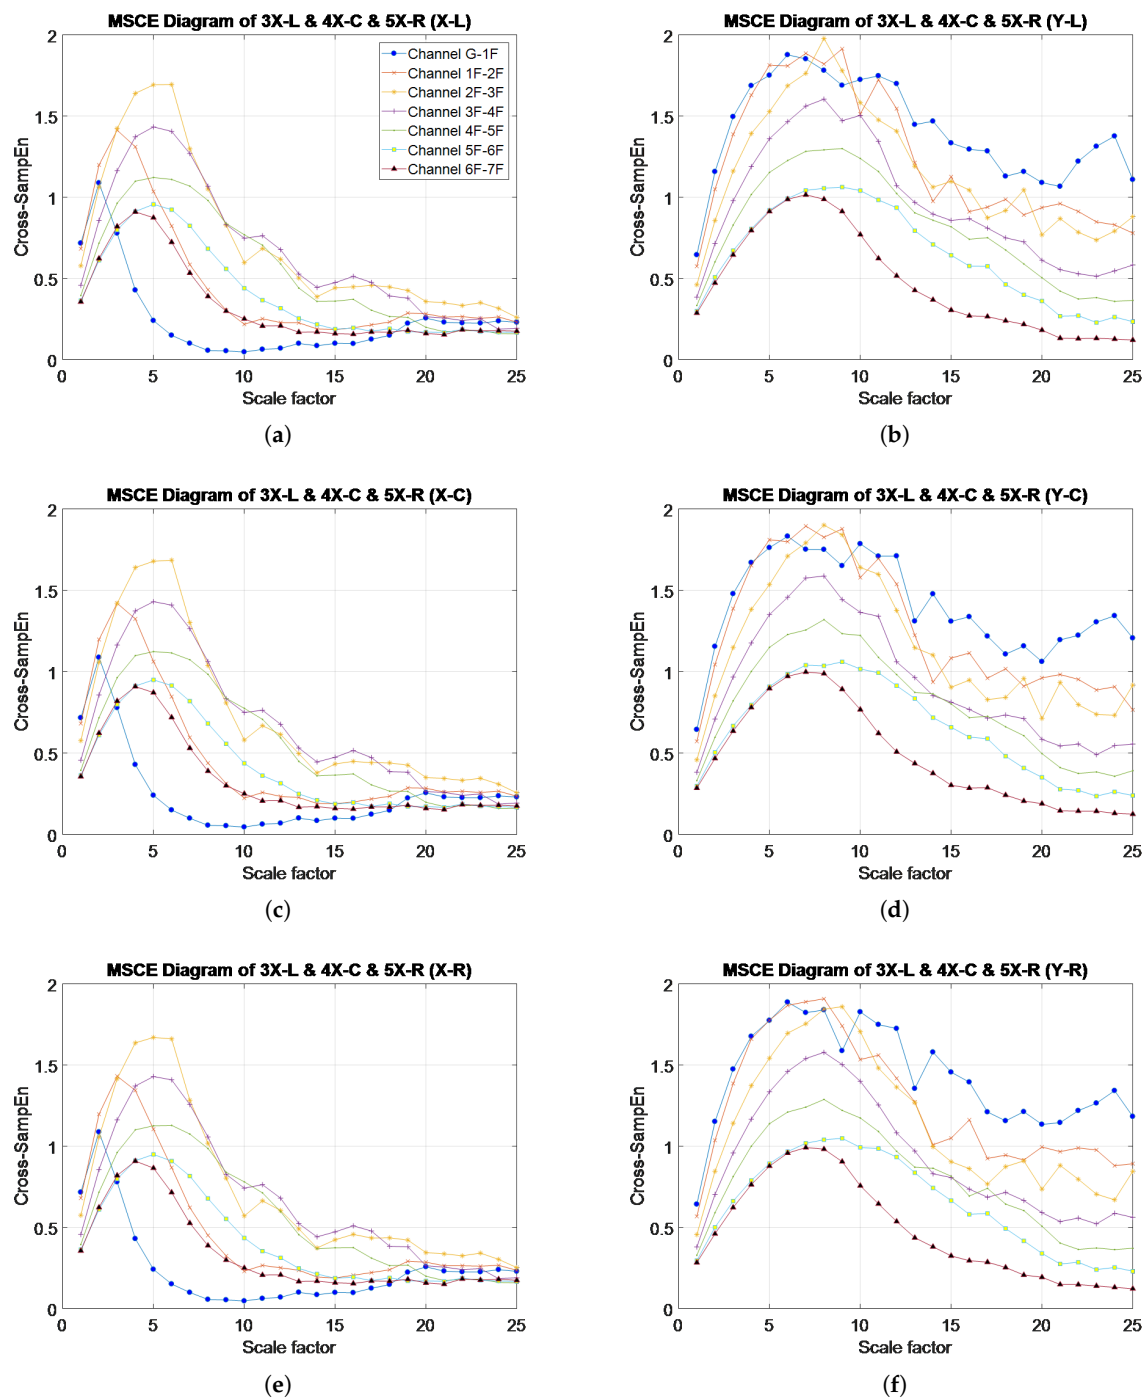 MSCE Diagram of 3X-L & 4X-C & 5X-R (X-L)
Cross-SampEn
2
1.5
1
0.5
0
0 5 10 15 20 25
Scale factor
Channel G-1F
Channel 1F-2F
Channel 2F-3F
Channel 3F-4F
Channel 4F-5F
Channel 5F-6F
Channel 6F-7F
(a)
MSCE Diagram of 3X-L & 4X-C & 5X-R (Y-L)
Cross-SampEn
2
1.5
1
0.5
0
0 5 10 15 20 25
Scale factor
(b)
MSCE Diagram of 3X-L & 4X-C & 5X-R (X-C)
Cross-SampEn
2
1.5
1
0.5
0
0 5 10 15 20 25
Scale factor
(c)
MSCE Diagram of 3X-L & 4X-C & 5X-R (Y-C)
Cross-SampEn
2
1.5
1
0.5
0
0 5 10 15 20 25
Scale factor
(d)
MSCE Diagram of 3X-L & 4X-C & 5X-R (X-R)
Cross-SampEn
2
1.5
1
0.5
0
0 5 10 15 20 25
Scale factor
(e)
MSCE Diagram of 3X-L & 4X-C & 5X-R (Y-R)
Cross-SampEn
2
1.5
1
0.5
0
0 5 10 15 20 25
Scale factor
(f)